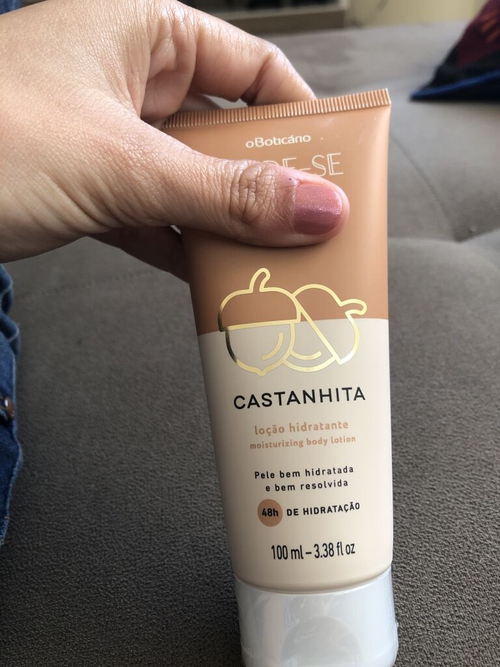 oBoticário
CASTANHITA
loção hidratante
moisturizing body lotion
Pele bem hidratada
e bem resolvida
48h DE HIDRATAÇÃO
100 ml – 3.38 fl oz